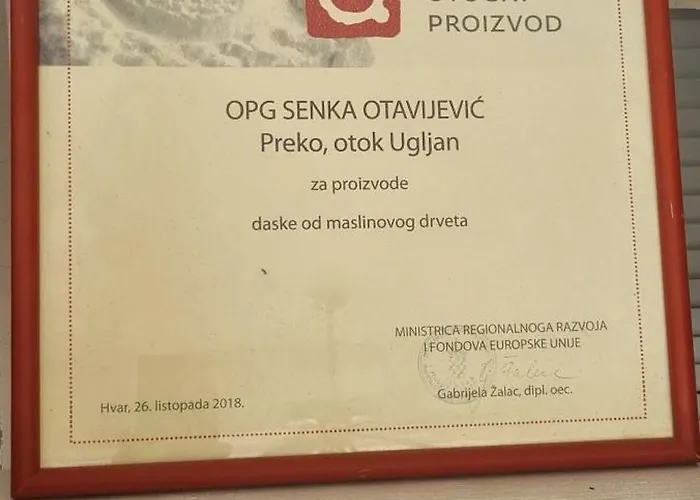 PROIZVOD
OPG SENKA OTAVIJEVIĆ
Preko, otok Ugljan
za proizvode
daske od maslinovog drveta
MINISTRICA REGIONALNOGA RAZVOJA
I FONDOVA EUROPSKE UNIJE
Gabrijela Žalac, dipl. oec.
Hvar, 26. listopada 2018.